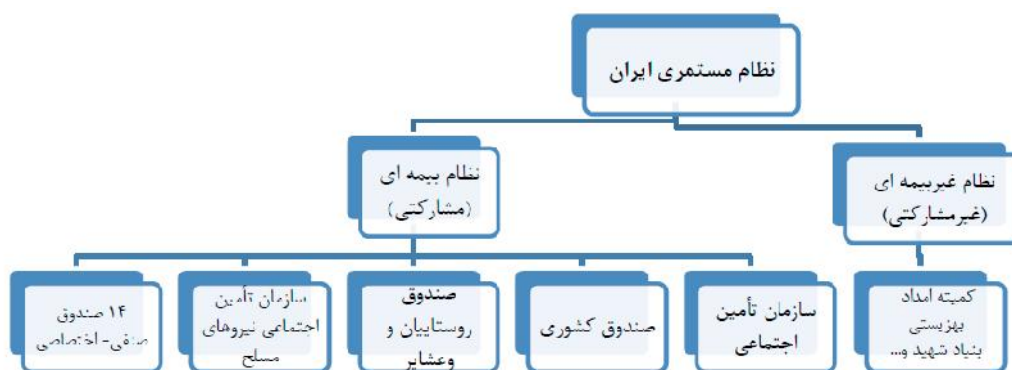 نظام مستمری ایران
نظام غیربیمه ای
(غیرمشارکتی)
نظام بیمه ای
(مشارکتی)
کمیته امداد
بهزیستی
بنیاد شهید و...
سازمان تأمین
اجتماعی
صندوق کشوری
صندوق
روستاییان و
وعشایر
سازمان تأمین
اجتماعی نیروهای
مسلح
۱۴ صندوق
صنفی- اختصاصی